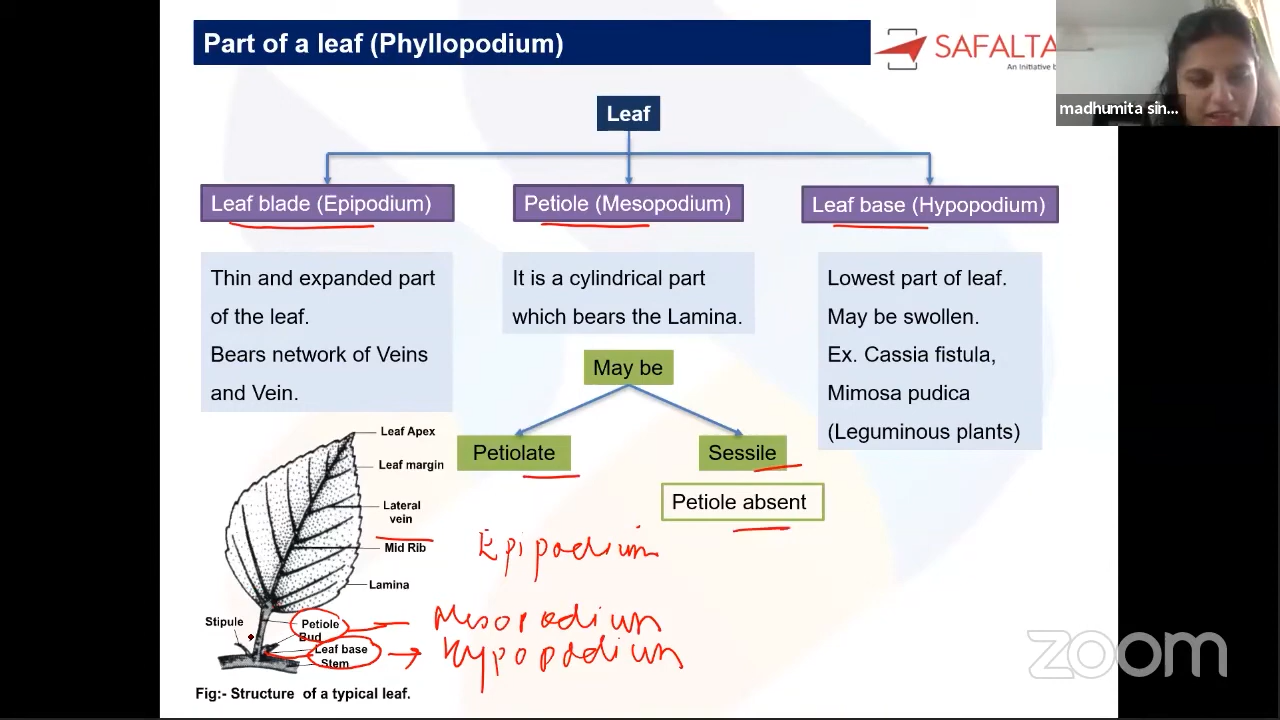 Part of a leaf (Phyllopodium)
SAFALTA
An Initiative b
madhumita sin...
Leaf
Leaf blade (Epipodium)
Petiole (Mesopodium)
Leaf base (Hypopodium)
Thin and expanded part
of the leaf.
Bears network of Veins
and Vein.
It is a cylindrical part
which bears the Lamina.
Lowest part of leaf.
May be swollen.
Ex. Cassia fistula,
Mimosa pudica
(Leguminous plants)
May be
Petiolate
Sessile
Petiole absent
Leaf Apex
Leaf margin
Lateral
vein
Mid Rib
Lamina
Stipule
Petiole
Bud
Leaf base
Stem
Epipodium
Mesopodium
Hypopodium
Fig:- Structure of a typical leaf.
zoom